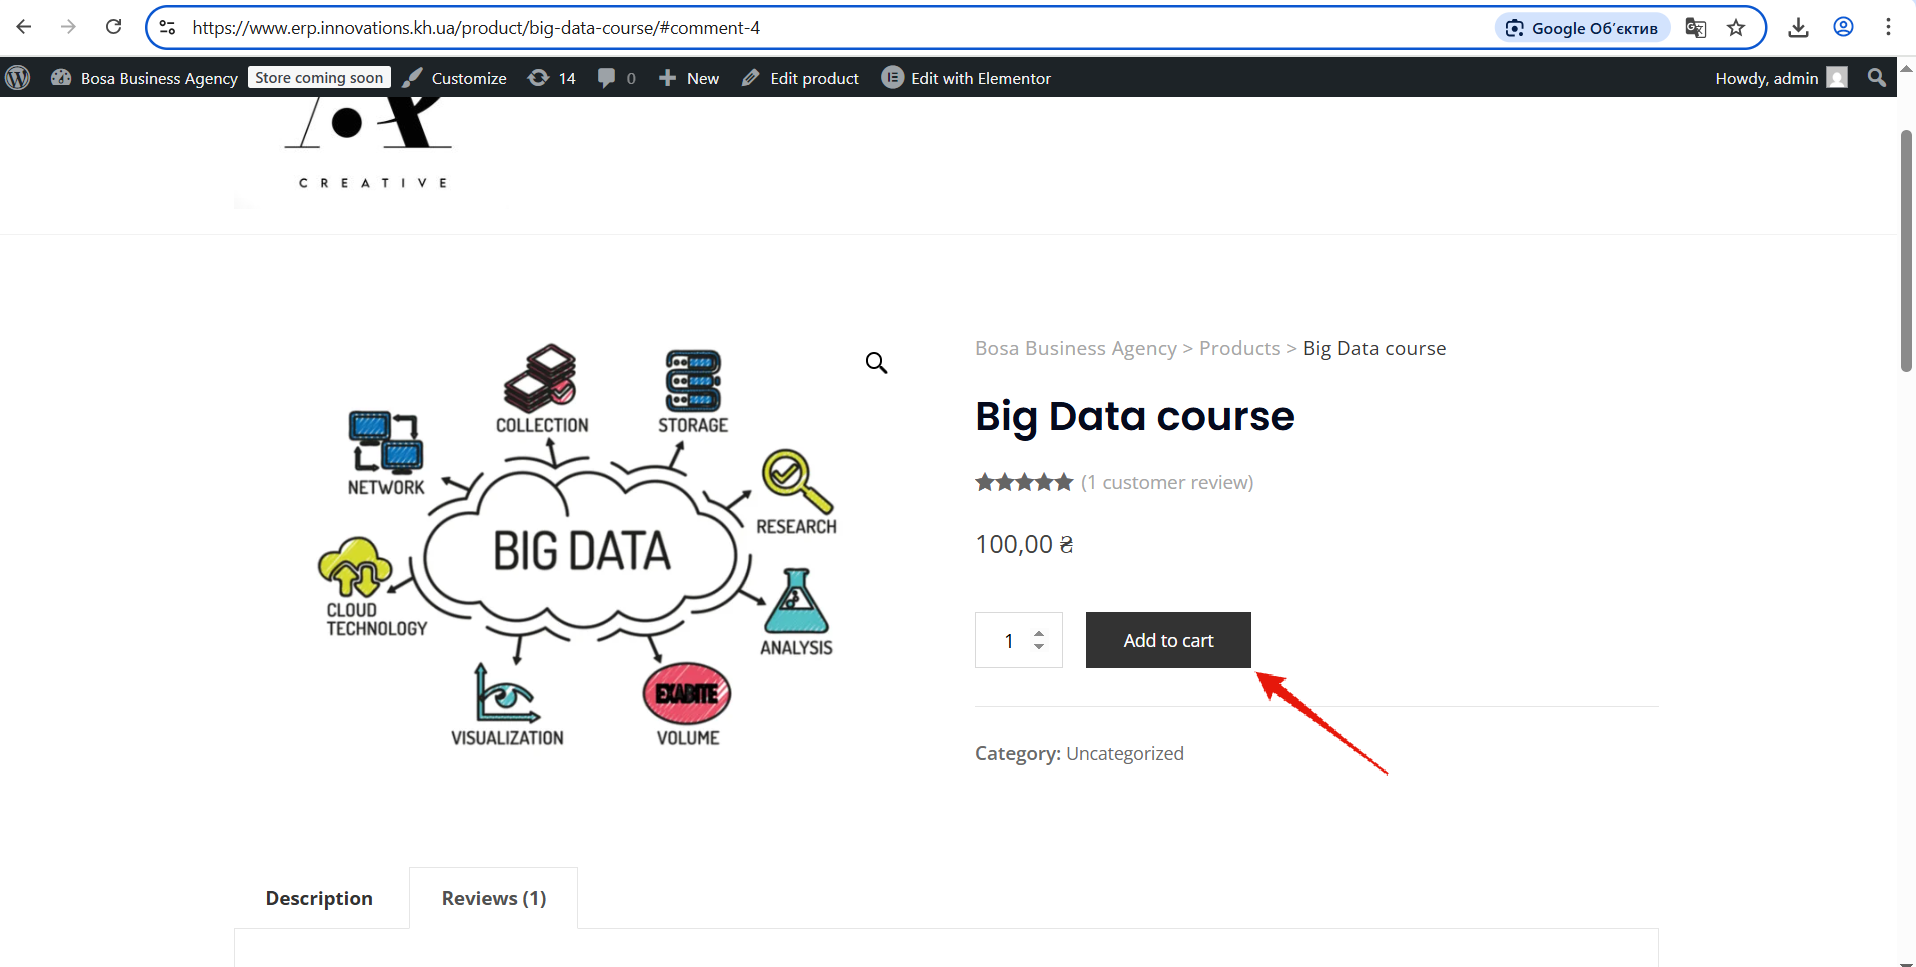 https://www.erp.innovations.kh.ua/product/big-data-course/#comment-4
Google Об'єктив
Bosa Business Agency
Store coming soon
Customize
14
0
New
Edit product
Edit with Elementor
Howdy, admin
CREATIVE
Bosa Business Agency > Products > Big Data course
Big Data course
(1 customer review)
100,00 ₴
1
Add to cart
Category: Uncategorized
COLLECTION
STORAGE
NETWORK
RESEARCH
BIG DATA
CLOUD
TECHNOLOGY
ANALYSIS
EXABITE
VISUALIZATION
VOLUME
Description
Reviews (1)